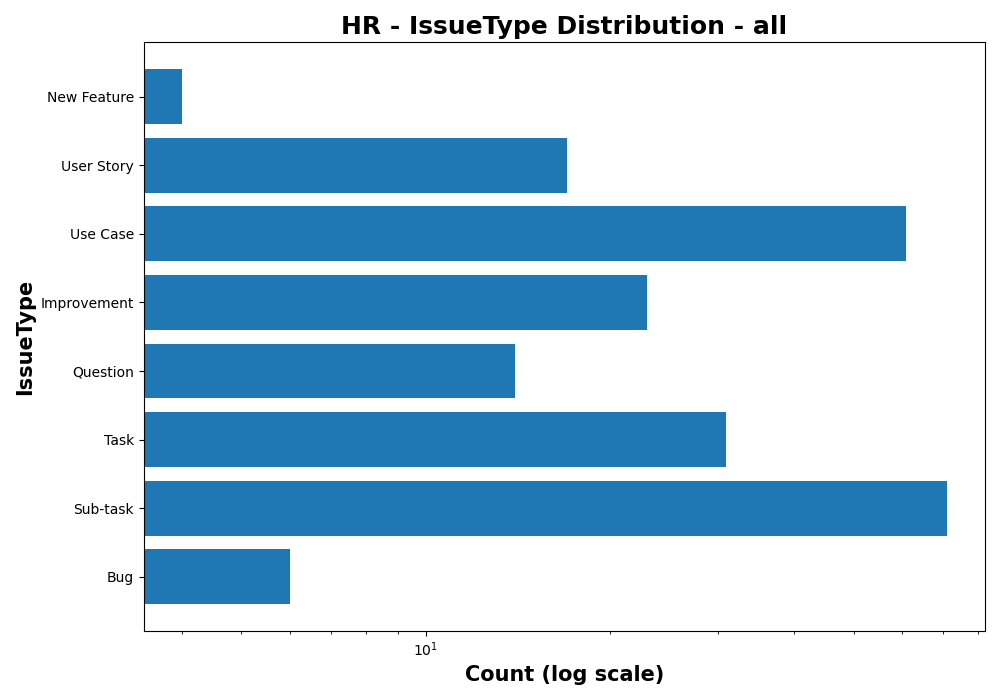 HR - IssueType Distribution - all
New Feature
User Story
Use Case
Improvement
Question
Task
Sub-task
Bug
IssueType
10¹
Count (log scale)